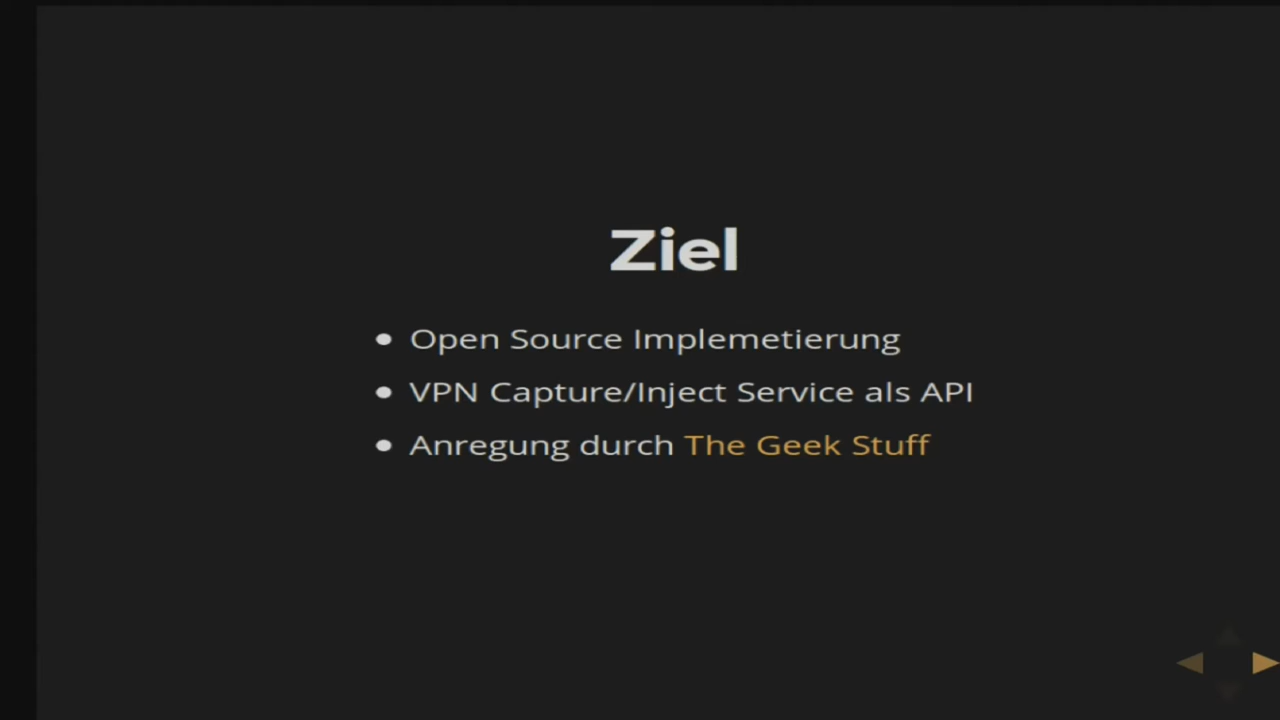 Ziel
Open Source Implemetierung
VPN Capture/Inject Service als API
Anregung durch The Geek Stuff